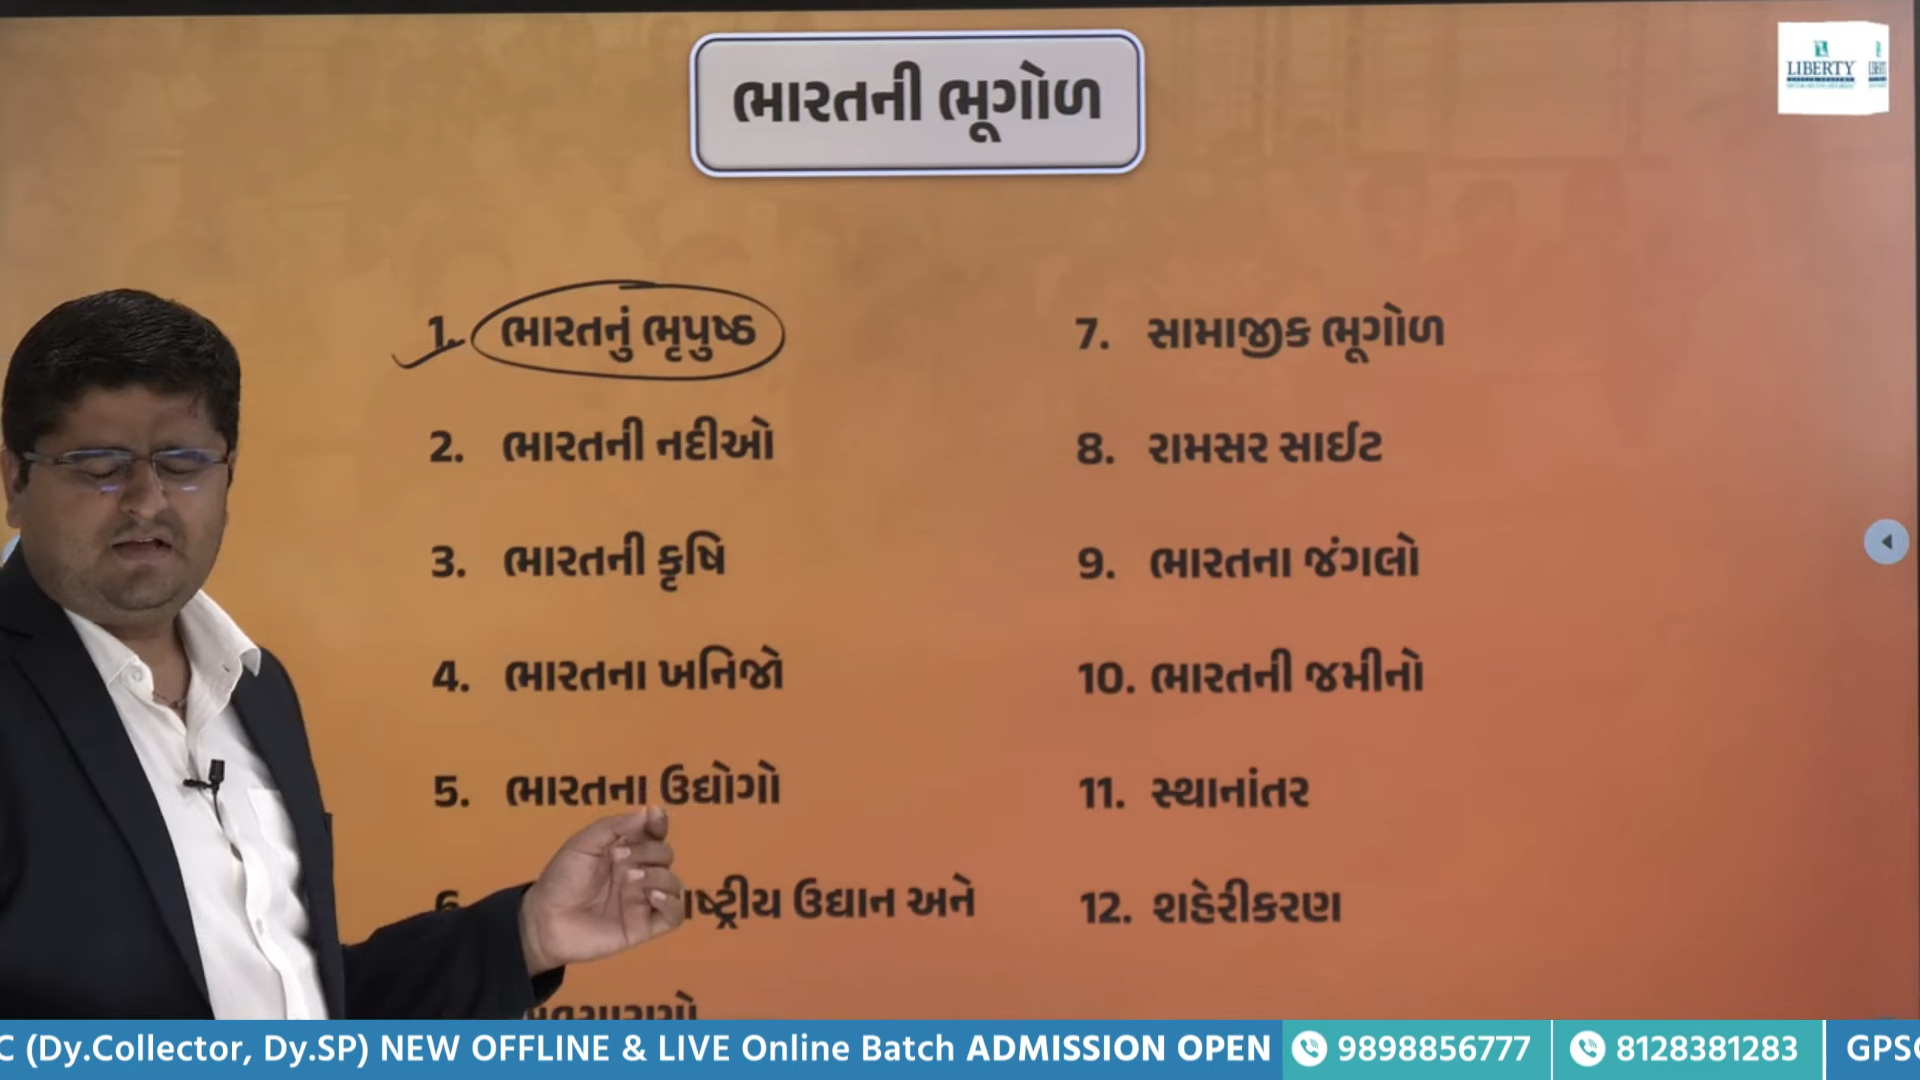 ભારતની ભૂગોળ
LIBERTY
1. ભારતનું ભૃપુષ્ઠ
2. ભારતની નદીઓ
3. ભારતની કૃષિ
4. ભારતના ખનિજો
5. ભારતના ઉદ્યોગો
6.
ઉદ્યાન અને
7. સામાજીક ભૂગોળ
8. રામસર સાઈટ
9. ભારતના જંગલો
10. ભારતની જમીનો
11. સ્થાનાંતર
12. શહેરીકરણ
C (Dy.Collector, Dy.SP) NEW OFFLINE & LIVE Online Batch ADMISSION OPEN 9898856777 8128381283 GPSC